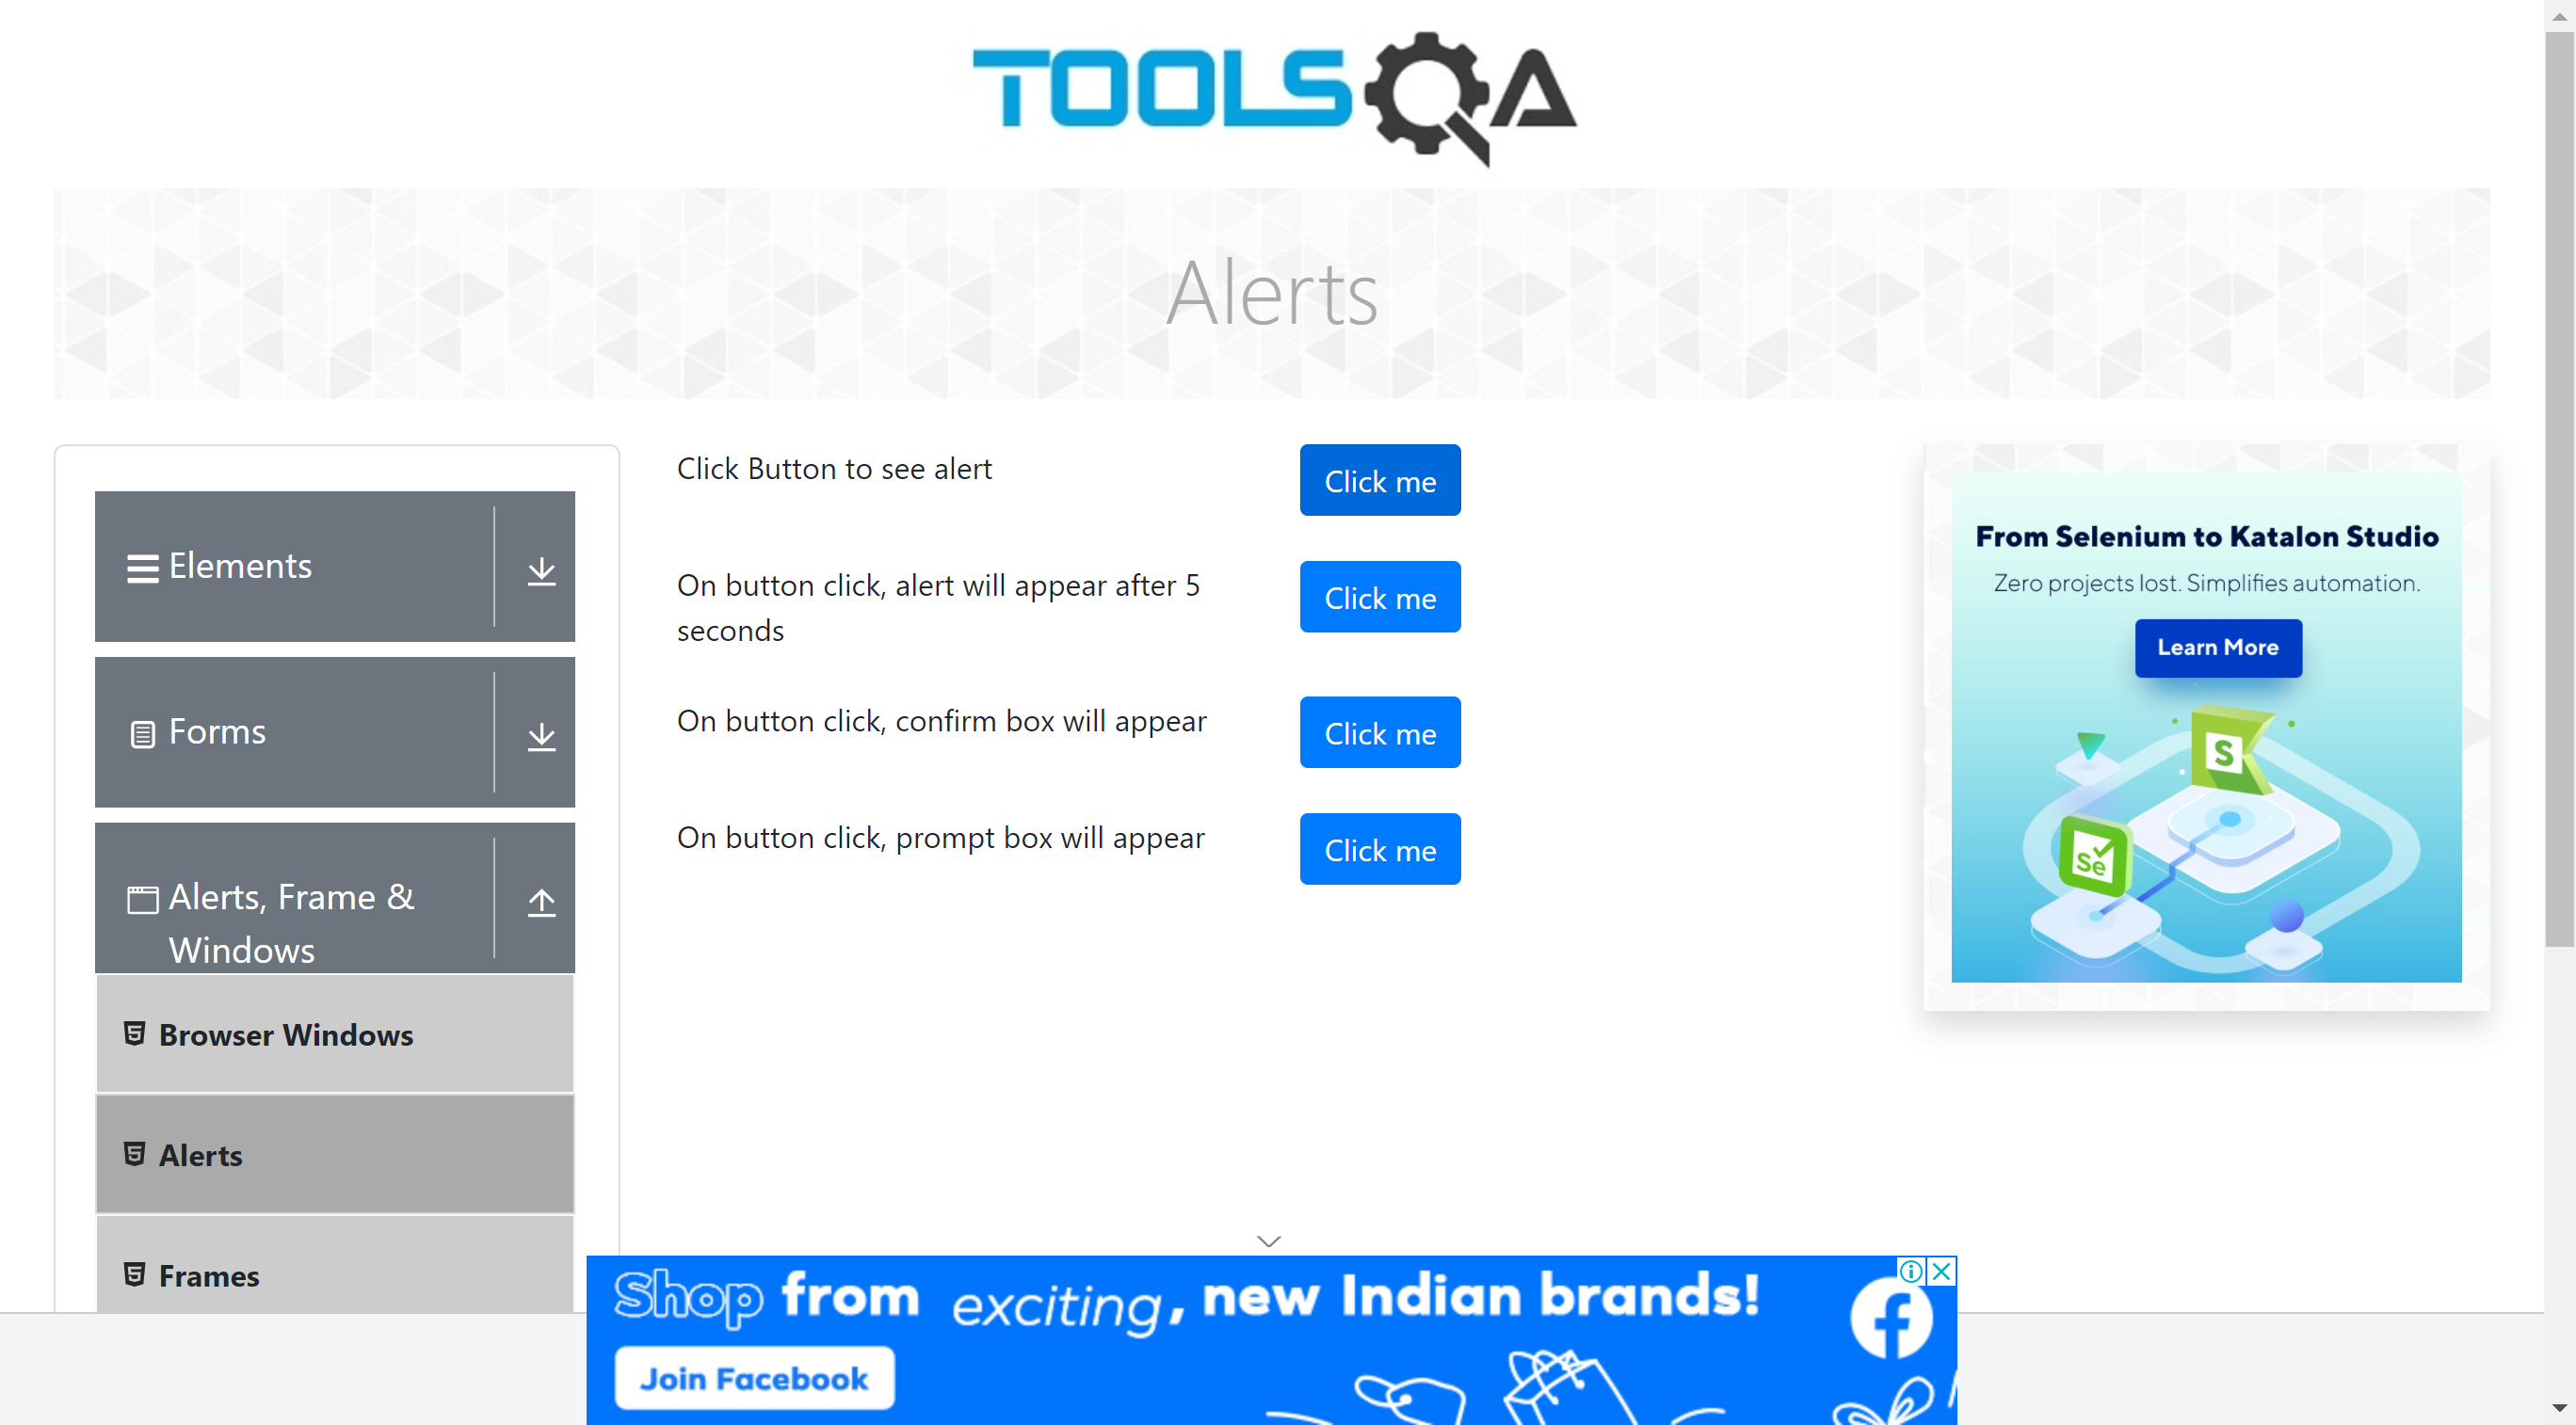 TOOLSQA
Alerts
Elements
Forms
Alerts, Frame &
Windows
Browser Windows
Alerts
Frames
Click Button to see alert
Click me
On button click, alert will appear after 5
seconds
Click me
On button click, confirm box will appear
Click me
On button click, prompt box will appear
Click me
From Selenium to Katalon Studio
Zero projects lost. Simplifies automation.
Learn More
S
Se
Shop from exciting, new Indian brands!
Join Facebook